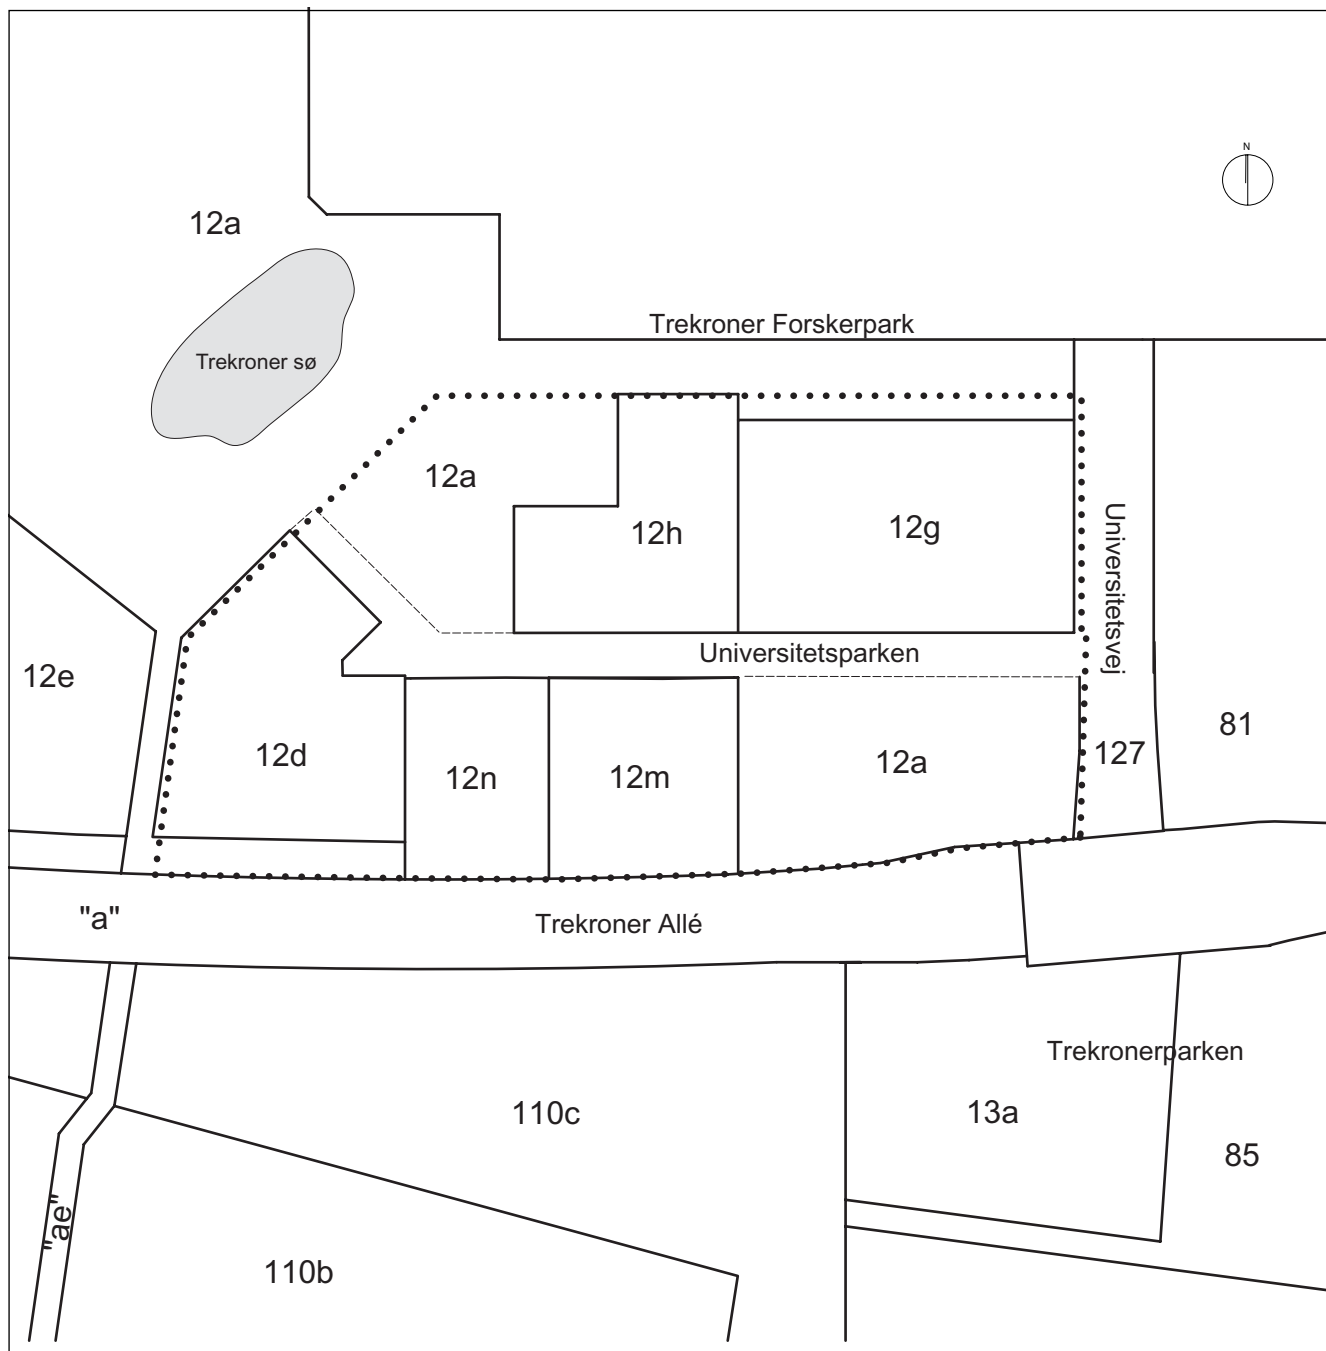 N
12a
Trekroner Forskerpark
Trekroner sø
12a
12h
12g
Universitetsvej
Universitetsparken
12e
12d
12n
12m
12a
127
81
"a"
Trekroner Allé
Trekronerparken
110c
13a
85
"ae"
110b